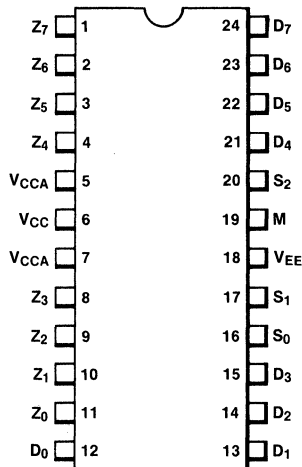 Z7 1 24 D7
Z6 2 23 D6
Z5 3 22 D5
Z4 4 21 D4
VCCA 5 20 S2
VCC 6 19 M
VCCA 7 18 VEE
Z3 8 17 S1
Z2 9 16 S0
Z1 10 15 D3
Z0 11 14 D2
D0 12 13 D1